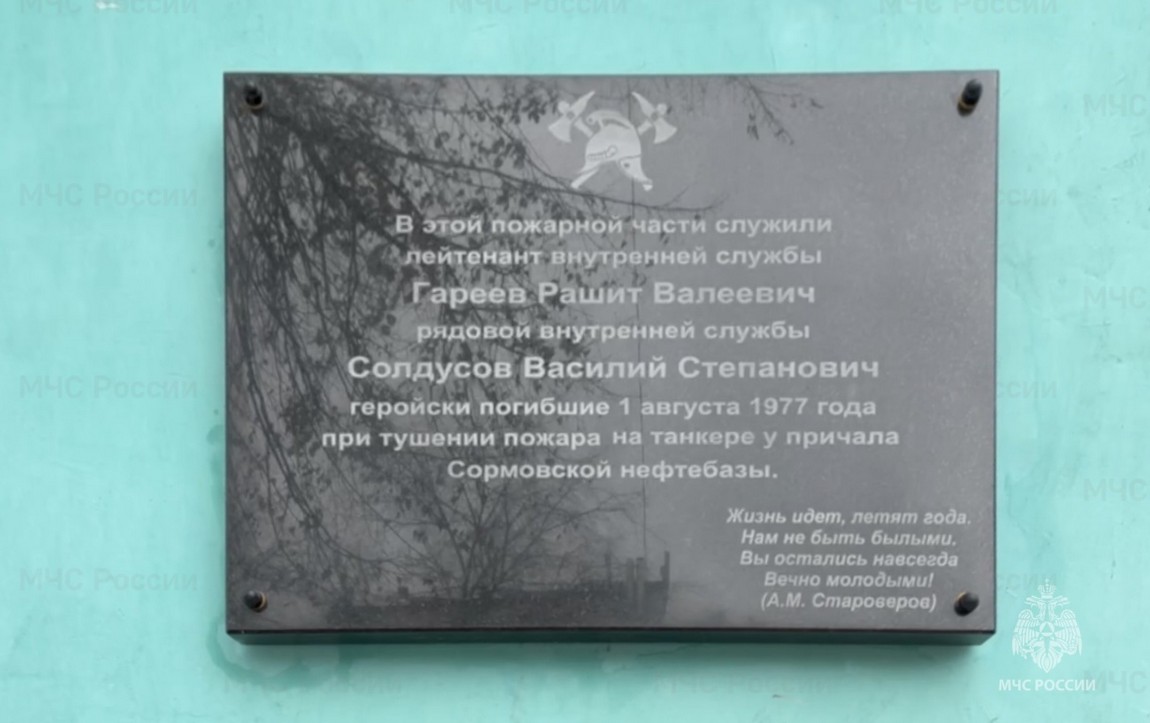 В этой пожарной части служили
лейтенант внутренней службы
Гареев Рашит Валеевич
рядовой внутренней службы
Солдусов Василий Степанович
геройски погибшие 1 августа 1977 года
при тушении пожара на танкере у причала
Сормовской нефтебазы.
Жизнь идет, летят года.
Нам не быть былыми.
Вы остались навсегда
Вечно молодыми!
(А.М. Староверов)
МЧС РОССИИ